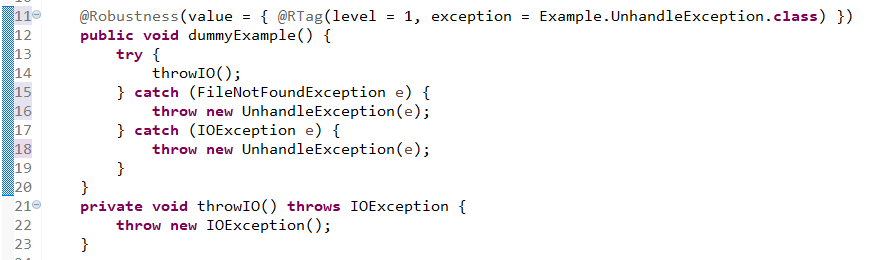 11 @Robustness(value = { @RTag(level = 1, exception = Example.UnhandleException.class) })
12 public void dummyExample() {
13     try {
14         throwIO();
15     } catch (FileNotFoundException e) {
16         throw new UnhandleException(e);
17     } catch (IOException e) {
18         throw new UnhandleException(e);
19     }
20 }
21 private void throwIO() throws IOException {
22     throw new IOException();
23 }